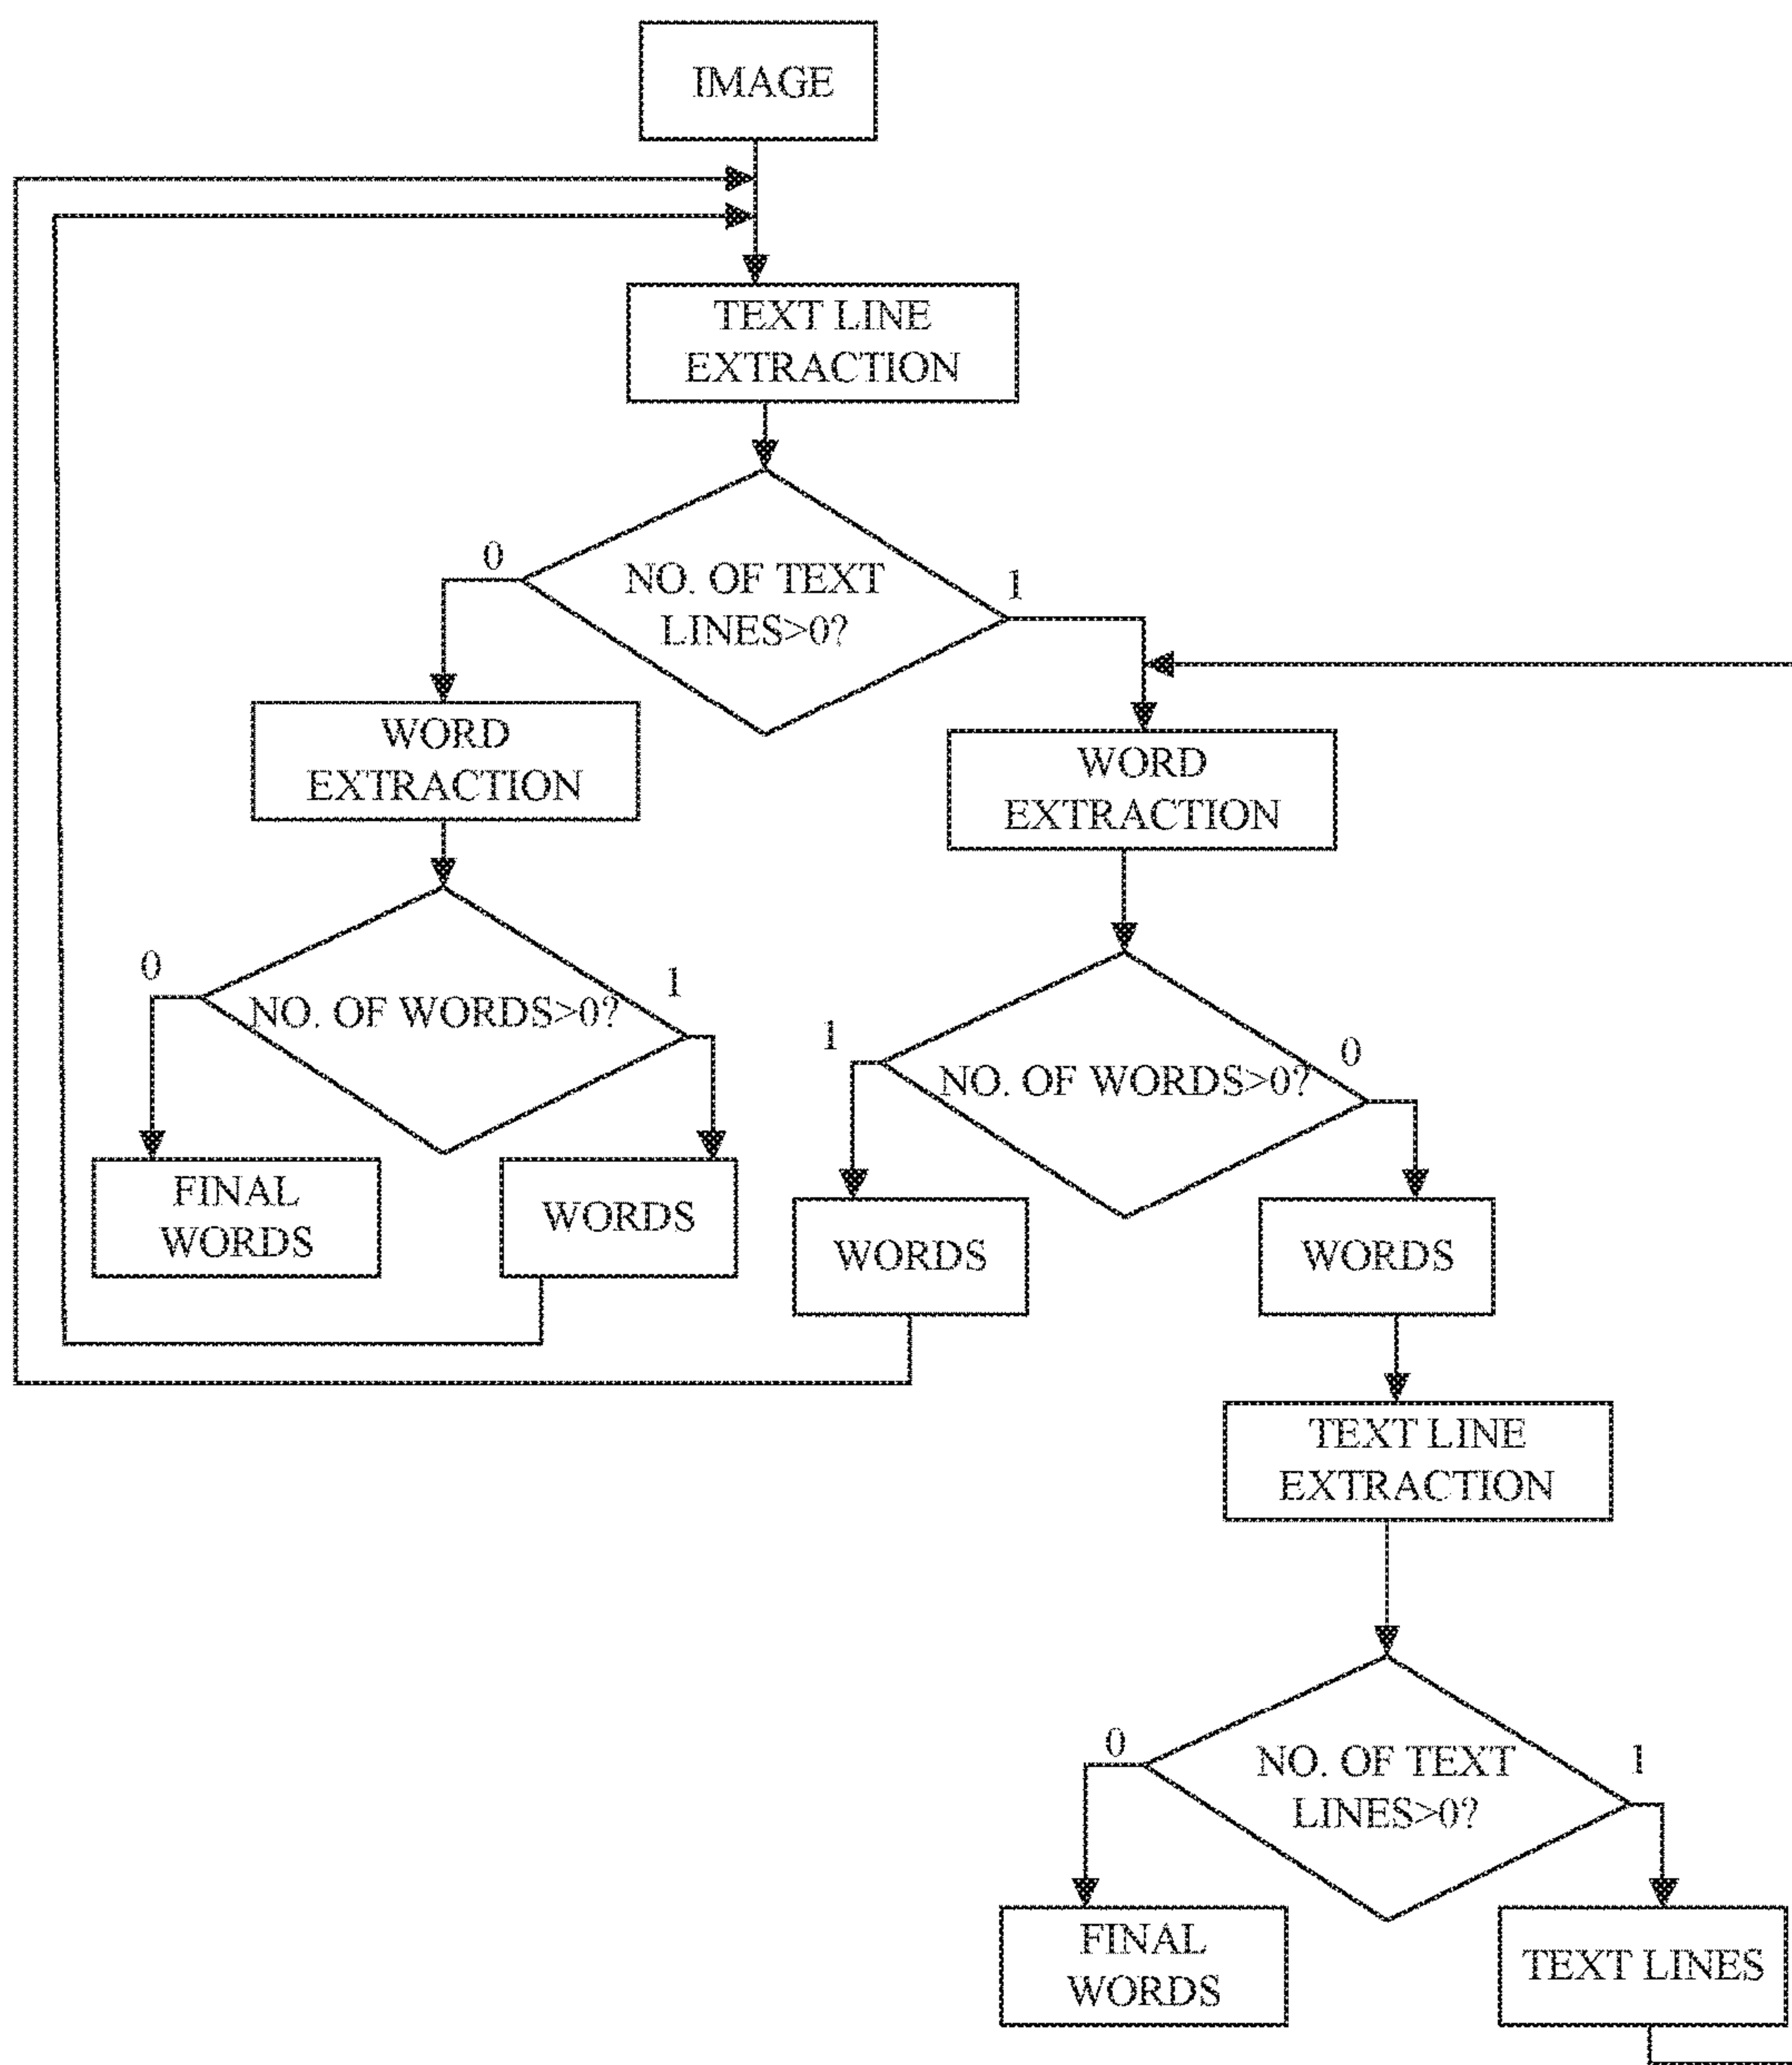 IMAGE
TEXT LINE
EXTRACTION
0
NO. OF TEXT
LINES>0?
1
WORD
EXTRACTION
WORD
EXTRACTION
0
NO. OF WORDS>0?
1
1
NO. OF WORDS>0?
0
FINAL
WORDS
WORDS
WORDS
WORDS
TEXT LINE
EXTRACTION
0
NO. OF TEXT
LINES>0?
1
FINAL
WORDS
TEXT LINES